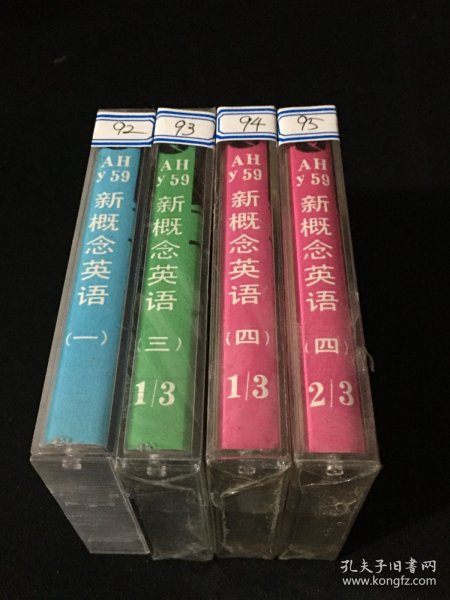 92
AH
y 59
新概念英语
(一)
93
AH
y 59
新概念英语
(三)
1/3
94
AH
y 59
新概念英语
(四)
1/3
95
AH
y 59
新概念英语
(四)
2/3
孔夫子旧书网
www.kongfz.com